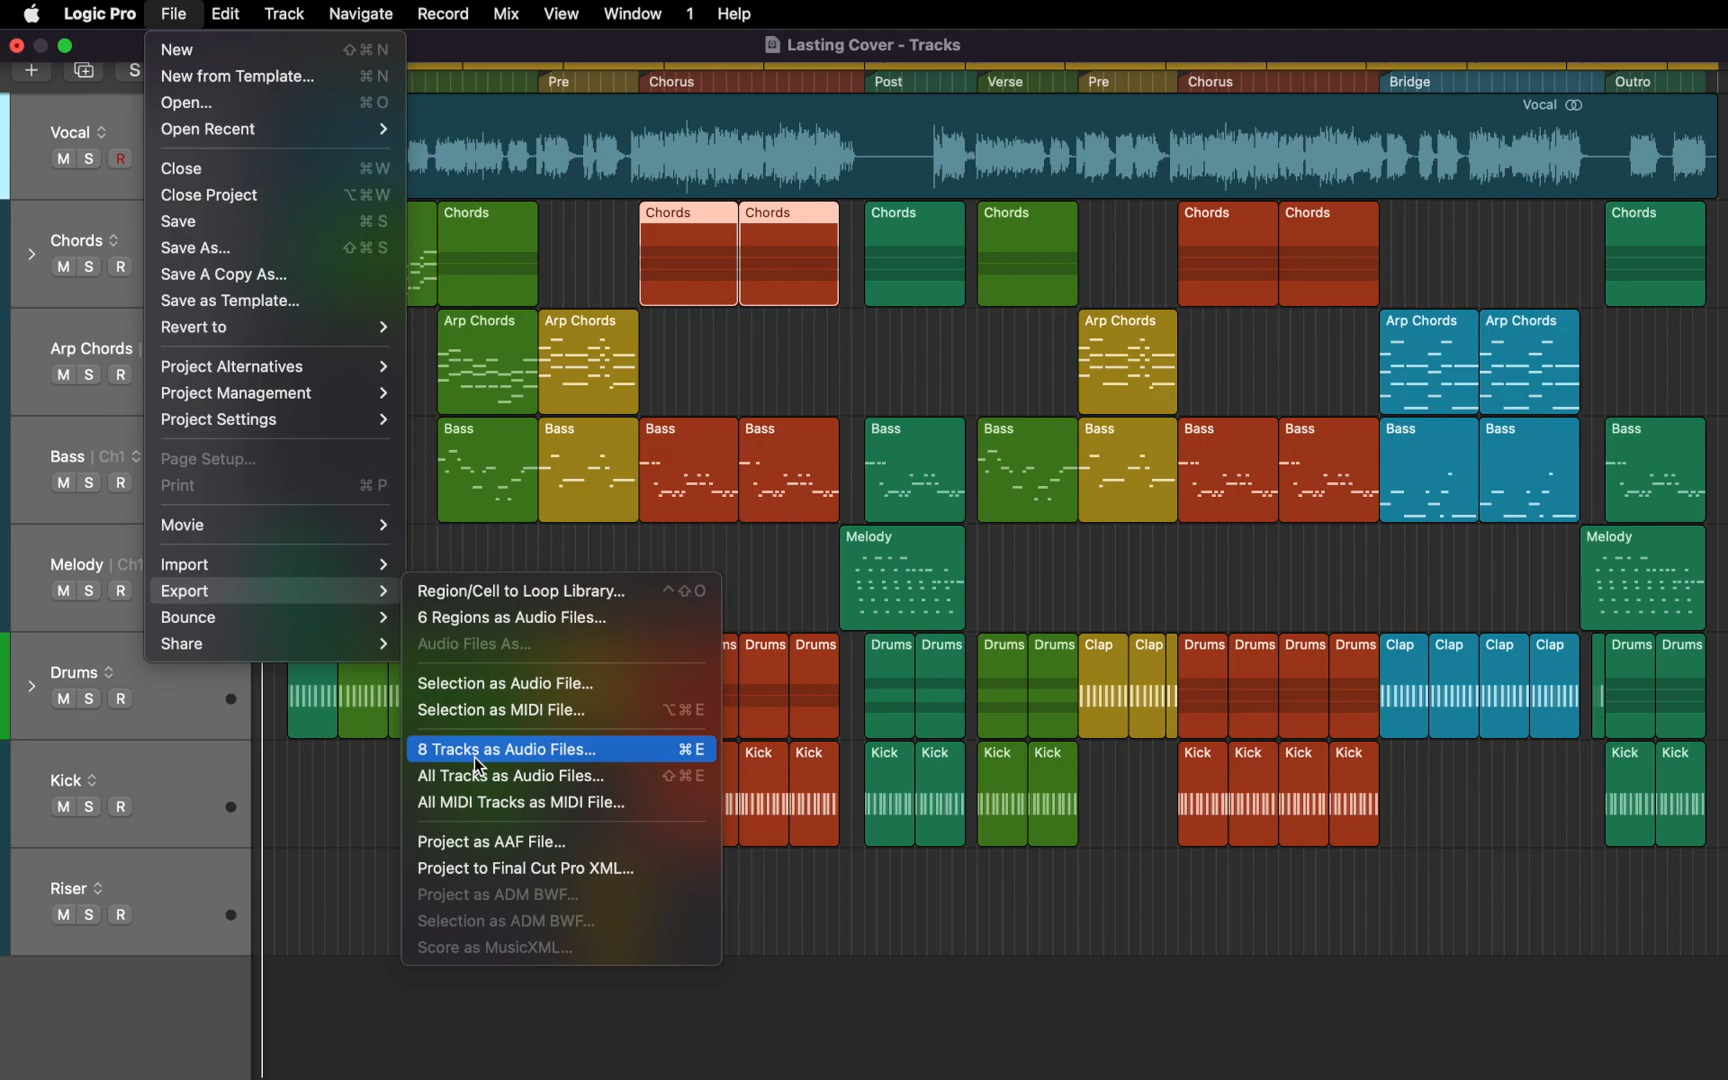 Logic Pro File Edit Track Navigate Record Mix View Window 1 Help
Lasting Cover - Tracks
S
Pre Chorus Post Verse Pre Chorus Bridge Outro
Vocal
Vocal
M S R
New ⇧⌘N
New from Template... ⌘N
Open... ⌘O
Open Recent
Close ⌘W
Close Project ⌥⌘W
Save ⌘S
Save As... ⇧⌘S
Save A Copy As...
Save as Template...
Revert to
Project Alternatives
Project Management
Project Settings
Page Setup...
Print ⌘P
Movie
Import
Export
Bounce
Share
Region/Cell to Loop Library... ^⇧O
6 Regions as Audio Files...
Audio Files As...
Selection as Audio File...
Selection as MIDI File... ⌥⌘E
8 Tracks as Audio Files... ⌘E
All Tracks as Audio Files... ⇧⌘E
All MIDI Tracks as MIDI File...
Project as AAF File...
Project to Final Cut Pro XML...
Project as ADM BWF...
Selection as ADM BWF...
Score as MusicXML...
Chords
M S R
Chords Chords Chords Chords Chords Chords Chords Chords
Arp Chords
M S R
Arp Chords Arp Chords Arp Chords Arp Chords Arp Chords
Bass | Ch1
M S R
Bass Bass Bass Bass Bass Bass Bass Bass Bass Bass Bass Bass
Melody | Ch1
M S R
Melody Melody
Drums
M S R
ns Drums Drums Drums Drums Drums Drums Clap Clap Drums Drums Drums Drums Clap Clap Clap Clap Drums Drums
Kick
M S R
Kick Kick Kick Kick Kick Kick Kick Kick Kick Kick Kick Kick
Riser
M S R